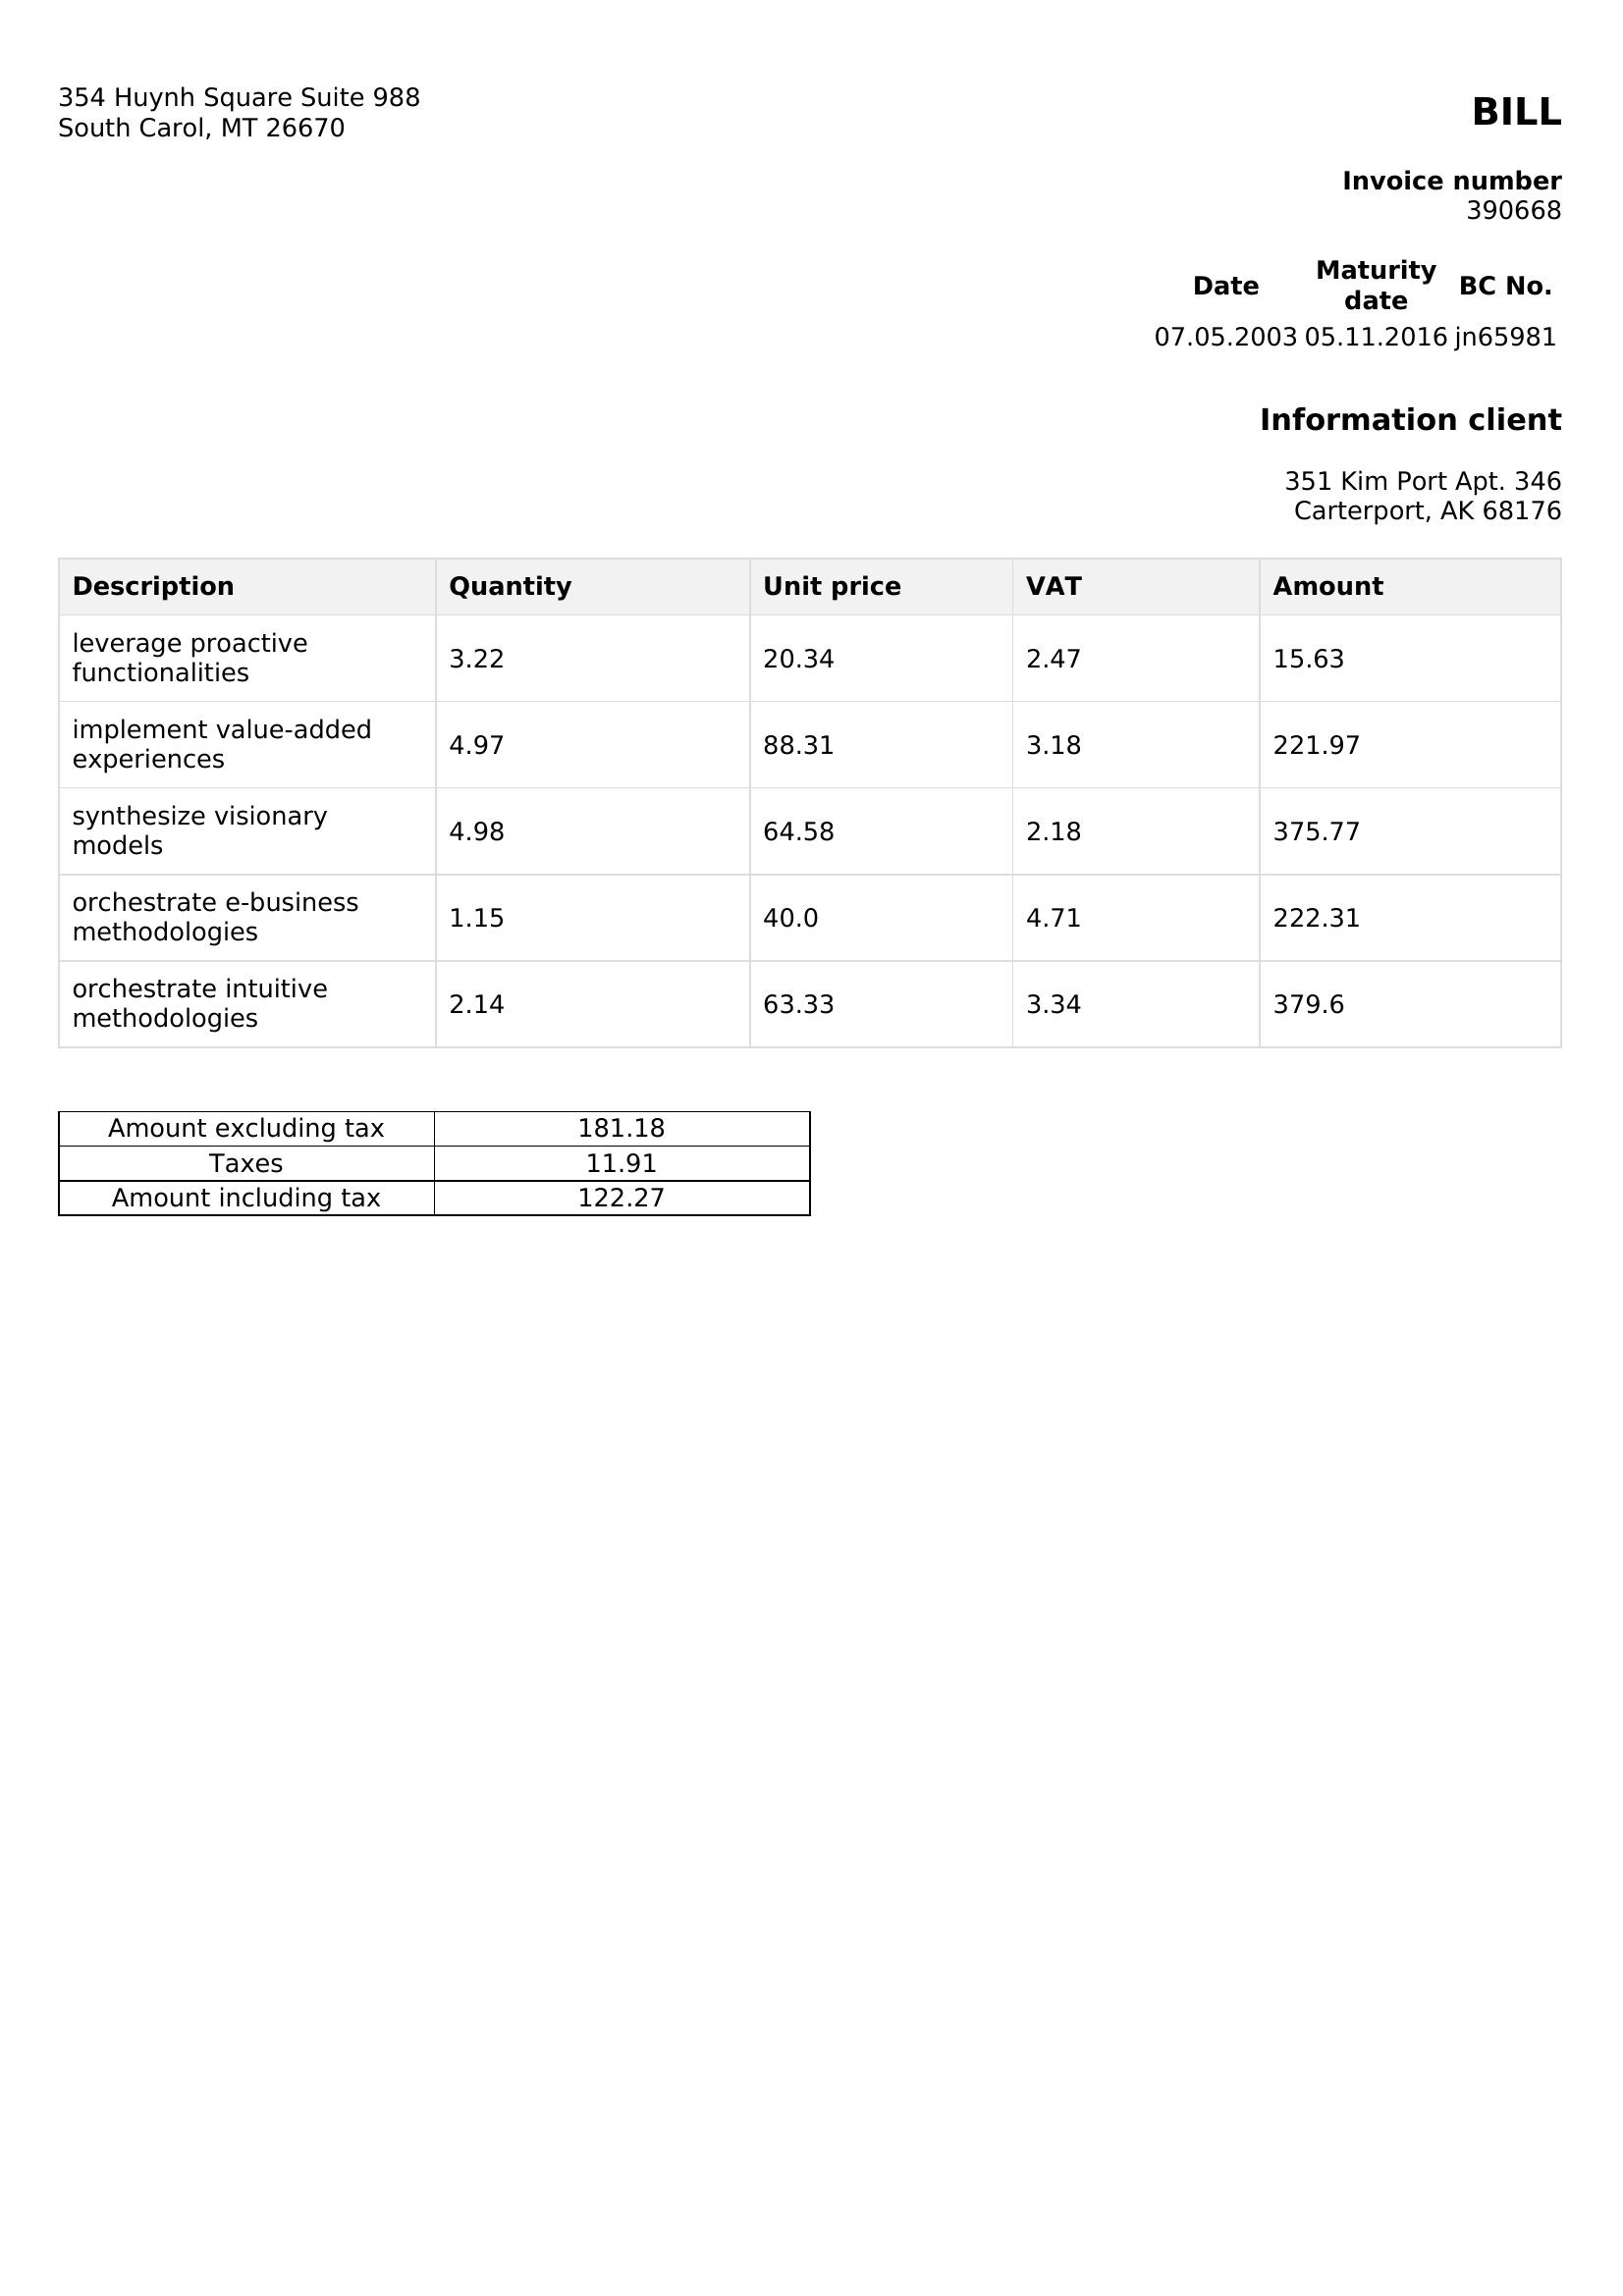 354 Huynh Square Suite 988
South Carol, MT 26670
BILL
Invoice number
390668
Date Maturity date BC No.
07.05.2003 05.11.2016 jn65981
Information client
351 Kim Port Apt. 346
Carterport, AK 68176
Description Quantity Unit price VAT Amount
leverage proactive
functionalities 3.22 20.34 2.47 15.63
implement value-added
experiences 4.97 88.31 3.18 221.97
synthesize visionary
models 4.98 64.58 2.18 375.77
orchestrate e-business
methodologies 1.15 40.0 4.71 222.31
orchestrate intuitive
methodologies 2.14 63.33 3.34 379.6
Amount excluding tax 181.18
Taxes 11.91
Amount including tax 122.27